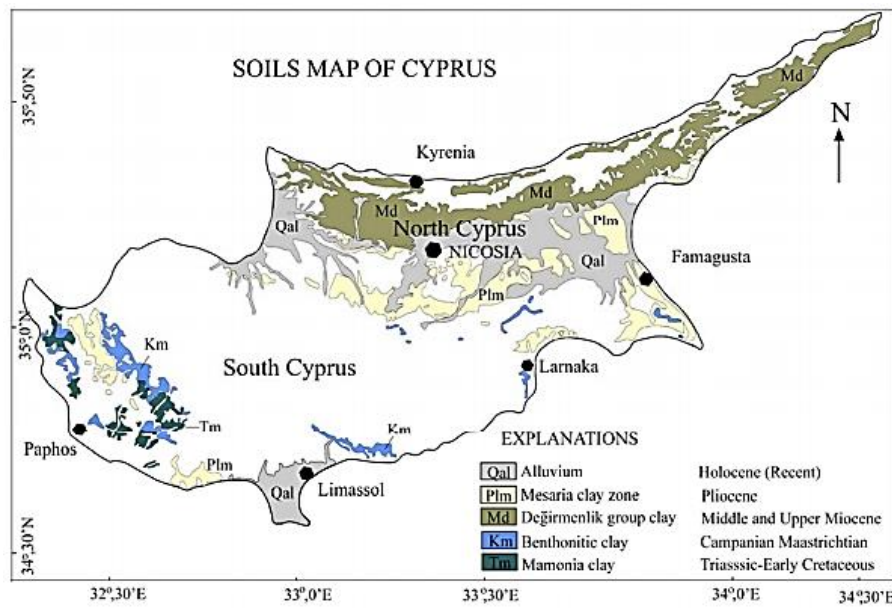 SOILS MAP OF CYPRUS
N
35°,50'N
35°,0'N
34°,30'N
Md
Kyrenia
Md
Md
Qal
North Cyprus
NICOSIA
Plm
Qal
Famagusta
Plm
Km
South Cyprus
Larnaka
Tm
Km
Paphos
Plm
Qal
Limassol
EXPLANATIONS
Qal Alluvium Holocene (Recent)
Plm Mesaria clay zone Pliocene
Md Değirmenlik group clay Middle and Upper Miocene
Km Benthonitic clay Campanian Maastrichtian
Tm Mamonia clay Triasssic-Early Cretaceous
32°,30'E 33°,0'E 33°,30'E 34°,0'E 34°,30'E